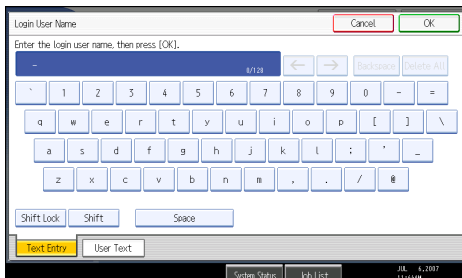 Login User Name Cancel OK
Enter the login user name, then press [OK].
_ 0/128 ← → Backspace Delete All
` 1 2 3 4 5 6 7 8 9 0 - =
q w e r t y u i o p [ ] \
a s d f g h j k l ; ' _
z x c v b n m , . / @
Shift Lock Shift Space
Text Entry User Text
System Status Job List JUL 6,2007